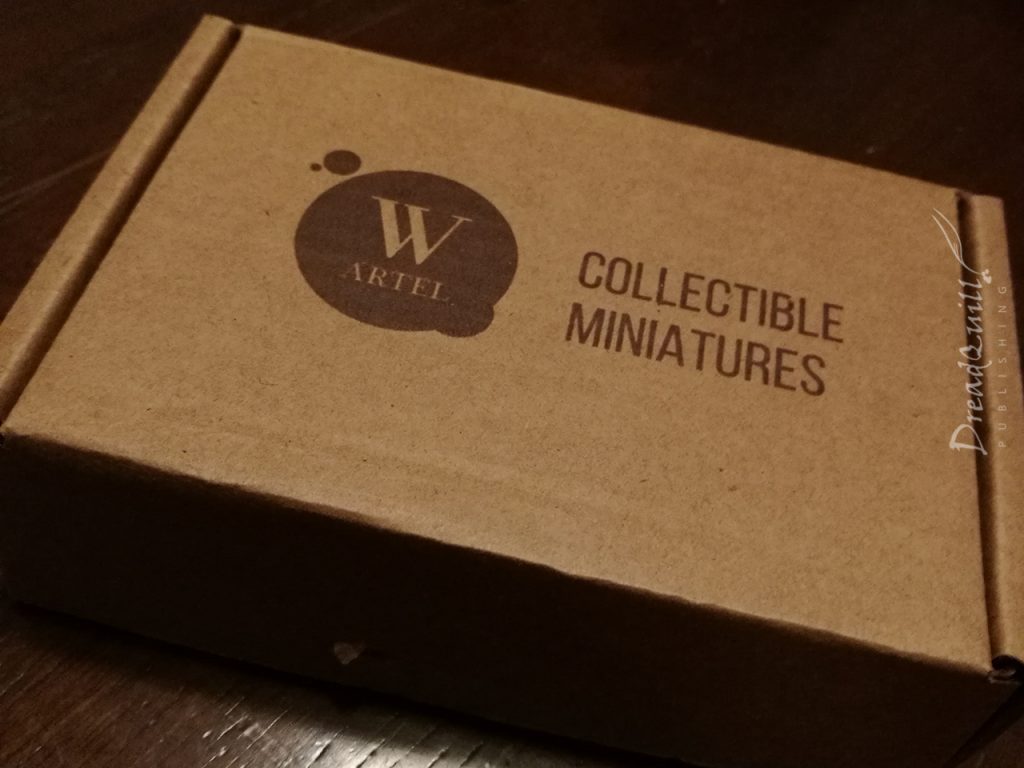 W
ARTEL
COLLECTIBLE
MINIATURES
DreadQuill
PUBLISHING